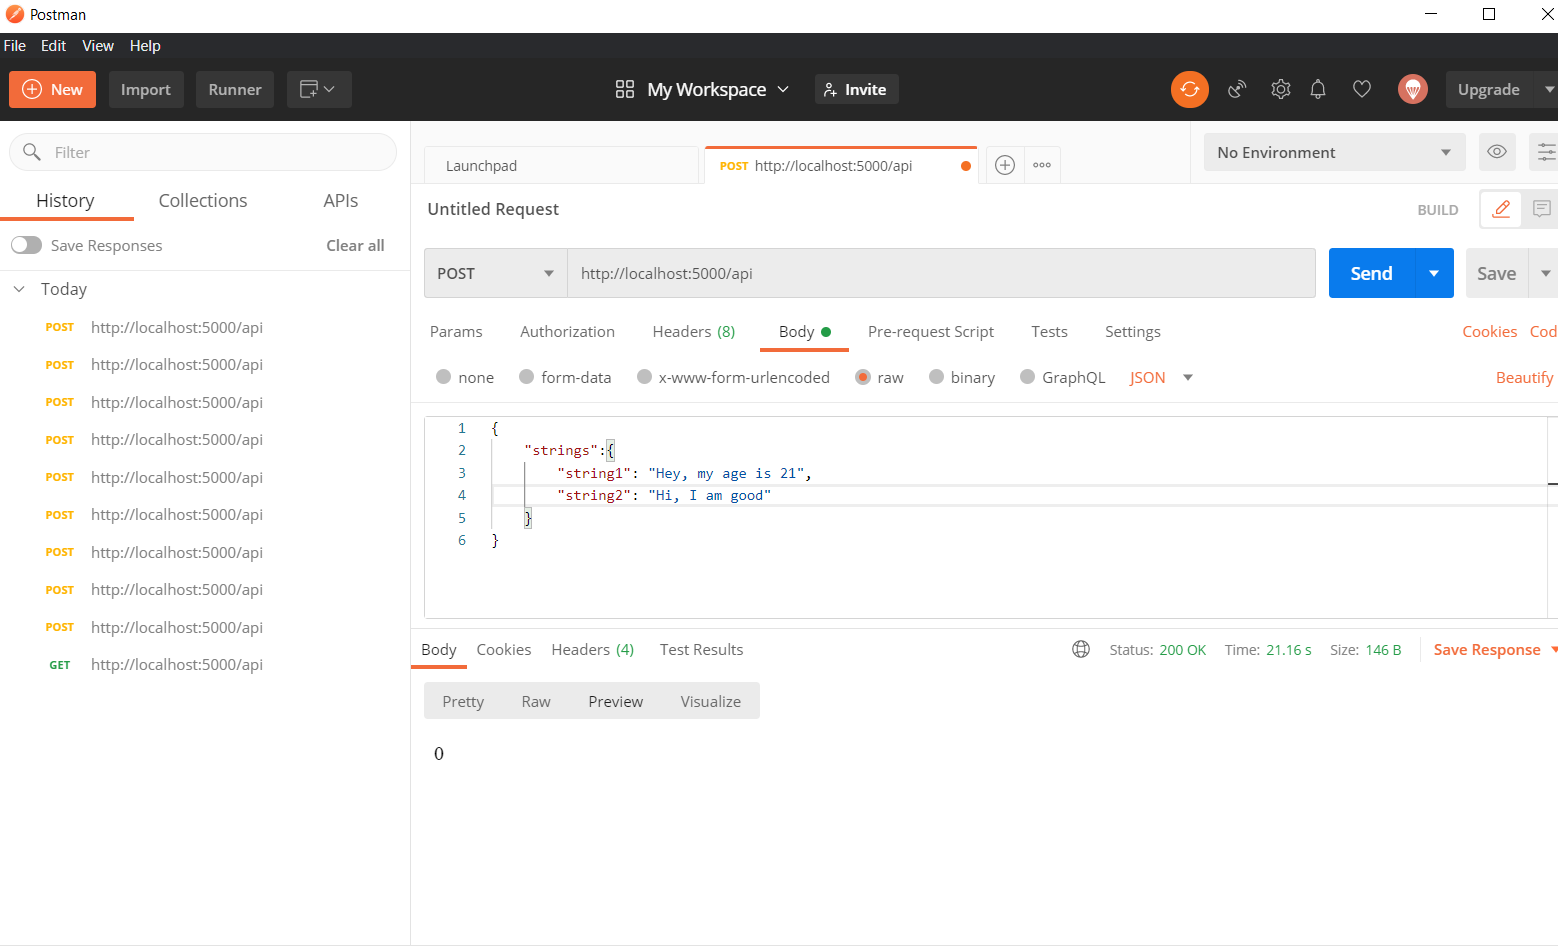 Postman
File Edit View Help
New Import Runner My Workspace Invite Upgrade
Filter
History Collections APIs
Save Responses Clear all
Today
POST http://localhost:5000/api
POST http://localhost:5000/api
POST http://localhost:5000/api
POST http://localhost:5000/api
POST http://localhost:5000/api
POST http://localhost:5000/api
POST http://localhost:5000/api
POST http://localhost:5000/api
POST http://localhost:5000/api
GET http://localhost:5000/api
Launchpad POST http://localhost:5000/api No Environment
Untitled Request BUILD
POST http://localhost:5000/api Send Save
Params Authorization Headers (8) Body Pre-request Script Tests Settings Cookies Cod
none form-data x-www-form-urlencoded raw binary GraphQL JSON Beautify
1 {
2 "strings":{
3 "string1": "Hey, my age is 21",
4 "string2": "Hi, I am good"
5 }
6 }
Body Cookies Headers (4) Test Results Status: 200 OK Time: 21.16 s Size: 146 B Save Response
Pretty Raw Preview Visualize
0